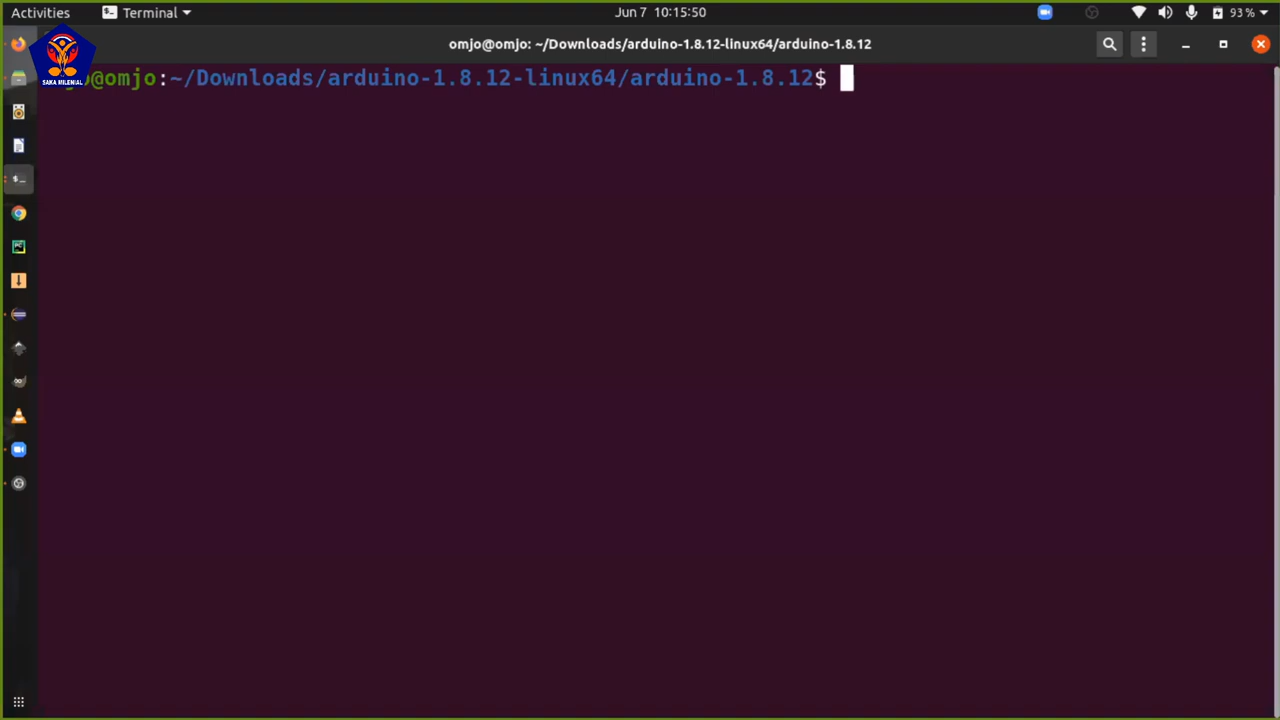 Activities Terminal Jun 7 10:15:50 93 %
omjo@omjo: ~/Downloads/arduino-1.8.12-linux64/arduino-1.8.12
SAKA MILENIAL
jo@omjo:~/Downloads/arduino-1.8.12-linux64/arduino-1.8.12$